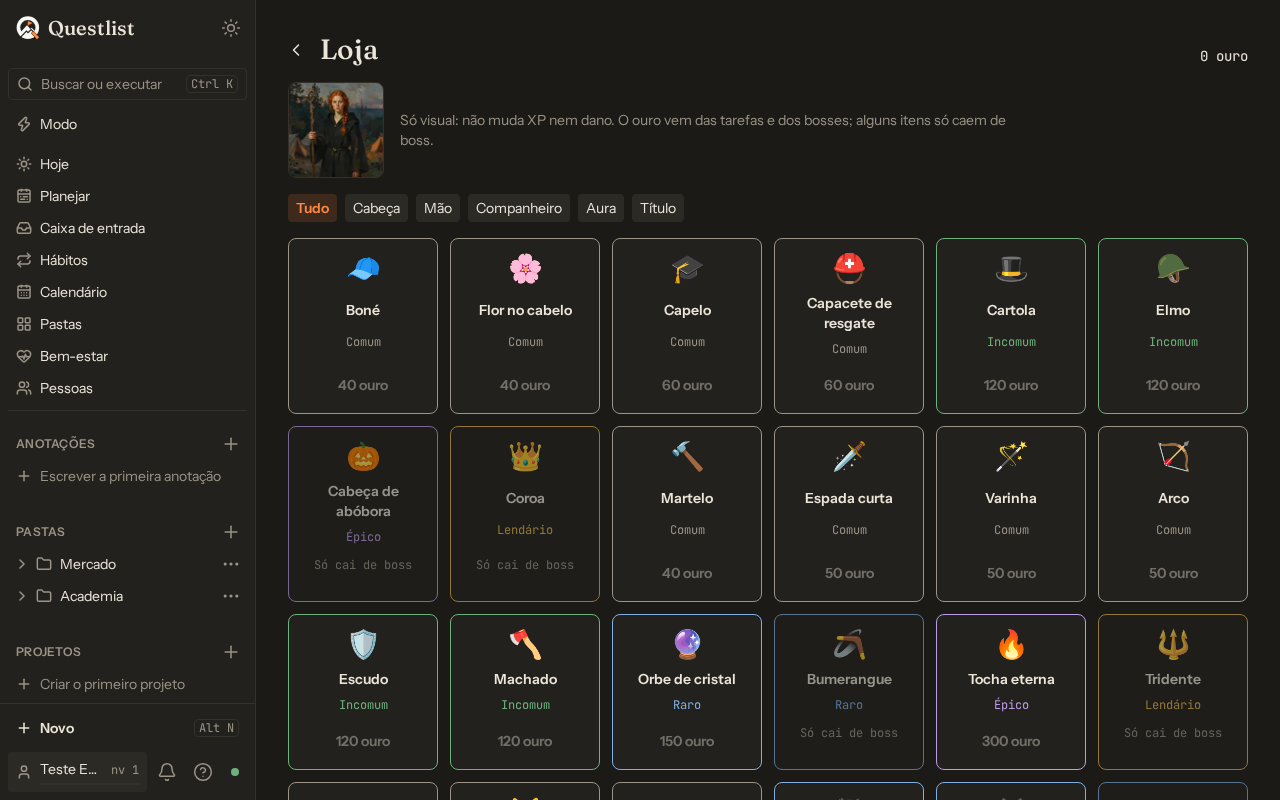 Questlist
Buscar ou executar
Ctrl K
Modo
Hoje
Planejar
Caixa de entrada
Hábitos
Calendário
Pastas
Bem-estar
Pessoas
ANOTAÇÕES
Escrever a primeira anotação
PASTAS
Mercado
Academia
PROJETOS
Criar o primeiro projeto
Novo
Alt N
Teste E...
nv 1
Loja
0 ouro
Só visual: não muda XP nem dano. O ouro vem das tarefas e dos bosses; alguns itens só caem de
boss.
Tudo
Cabeça
Mão
Companheiro
Aura
Título
Boné
Comum
40 ouro
Flor no cabelo
Comum
40 ouro
Capelo
Comum
60 ouro
Capacete de
resgate
Comum
60 ouro
Cartola
Incomum
120 ouro
Elmo
Incomum
120 ouro
Cabeça de
abóbora
Épico
Só cai de boss
Coroa
Lendário
Só cai de boss
Martelo
Comum
40 ouro
Espada curta
Comum
50 ouro
Varinha
Comum
50 ouro
Arco
Comum
50 ouro
Escudo
Incomum
120 ouro
Machado
Incomum
120 ouro
Orbe de cristal
Raro
150 ouro
Bumerangue
Raro
Só cai de boss
Tocha eterna
Épico
300 ouro
Tridente
Lendário
Só cai de boss